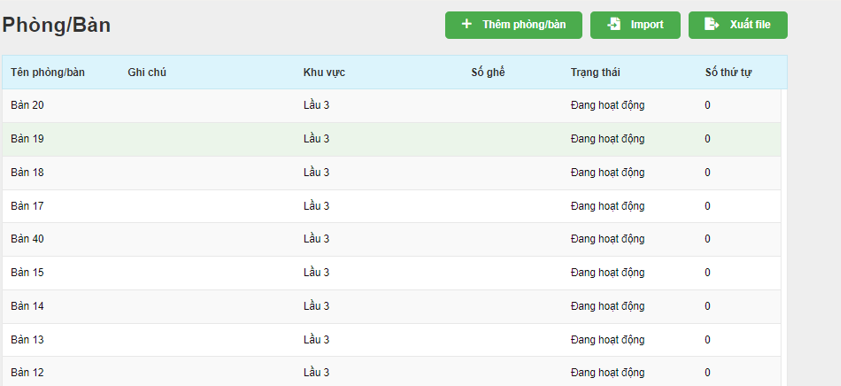 Phòng/Bàn
Thêm phòng/bàn Import Xuất file
Tên phòng/bàn Ghi chú Khu vực Số ghế Trạng thái Số thứ tự
Bàn 20 Lầu 3 Đang hoạt động 0
Bàn 19 Lầu 3 Đang hoạt động 0
Bàn 18 Lầu 3 Đang hoạt động 0
Bàn 17 Lầu 3 Đang hoạt động 0
Bàn 40 Lầu 3 Đang hoạt động 0
Bàn 15 Lầu 3 Đang hoạt động 0
Bàn 14 Lầu 3 Đang hoạt động 0
Bàn 13 Lầu 3 Đang hoạt động 0
Bàn 12 Lầu 3 Đang hoạt động 0